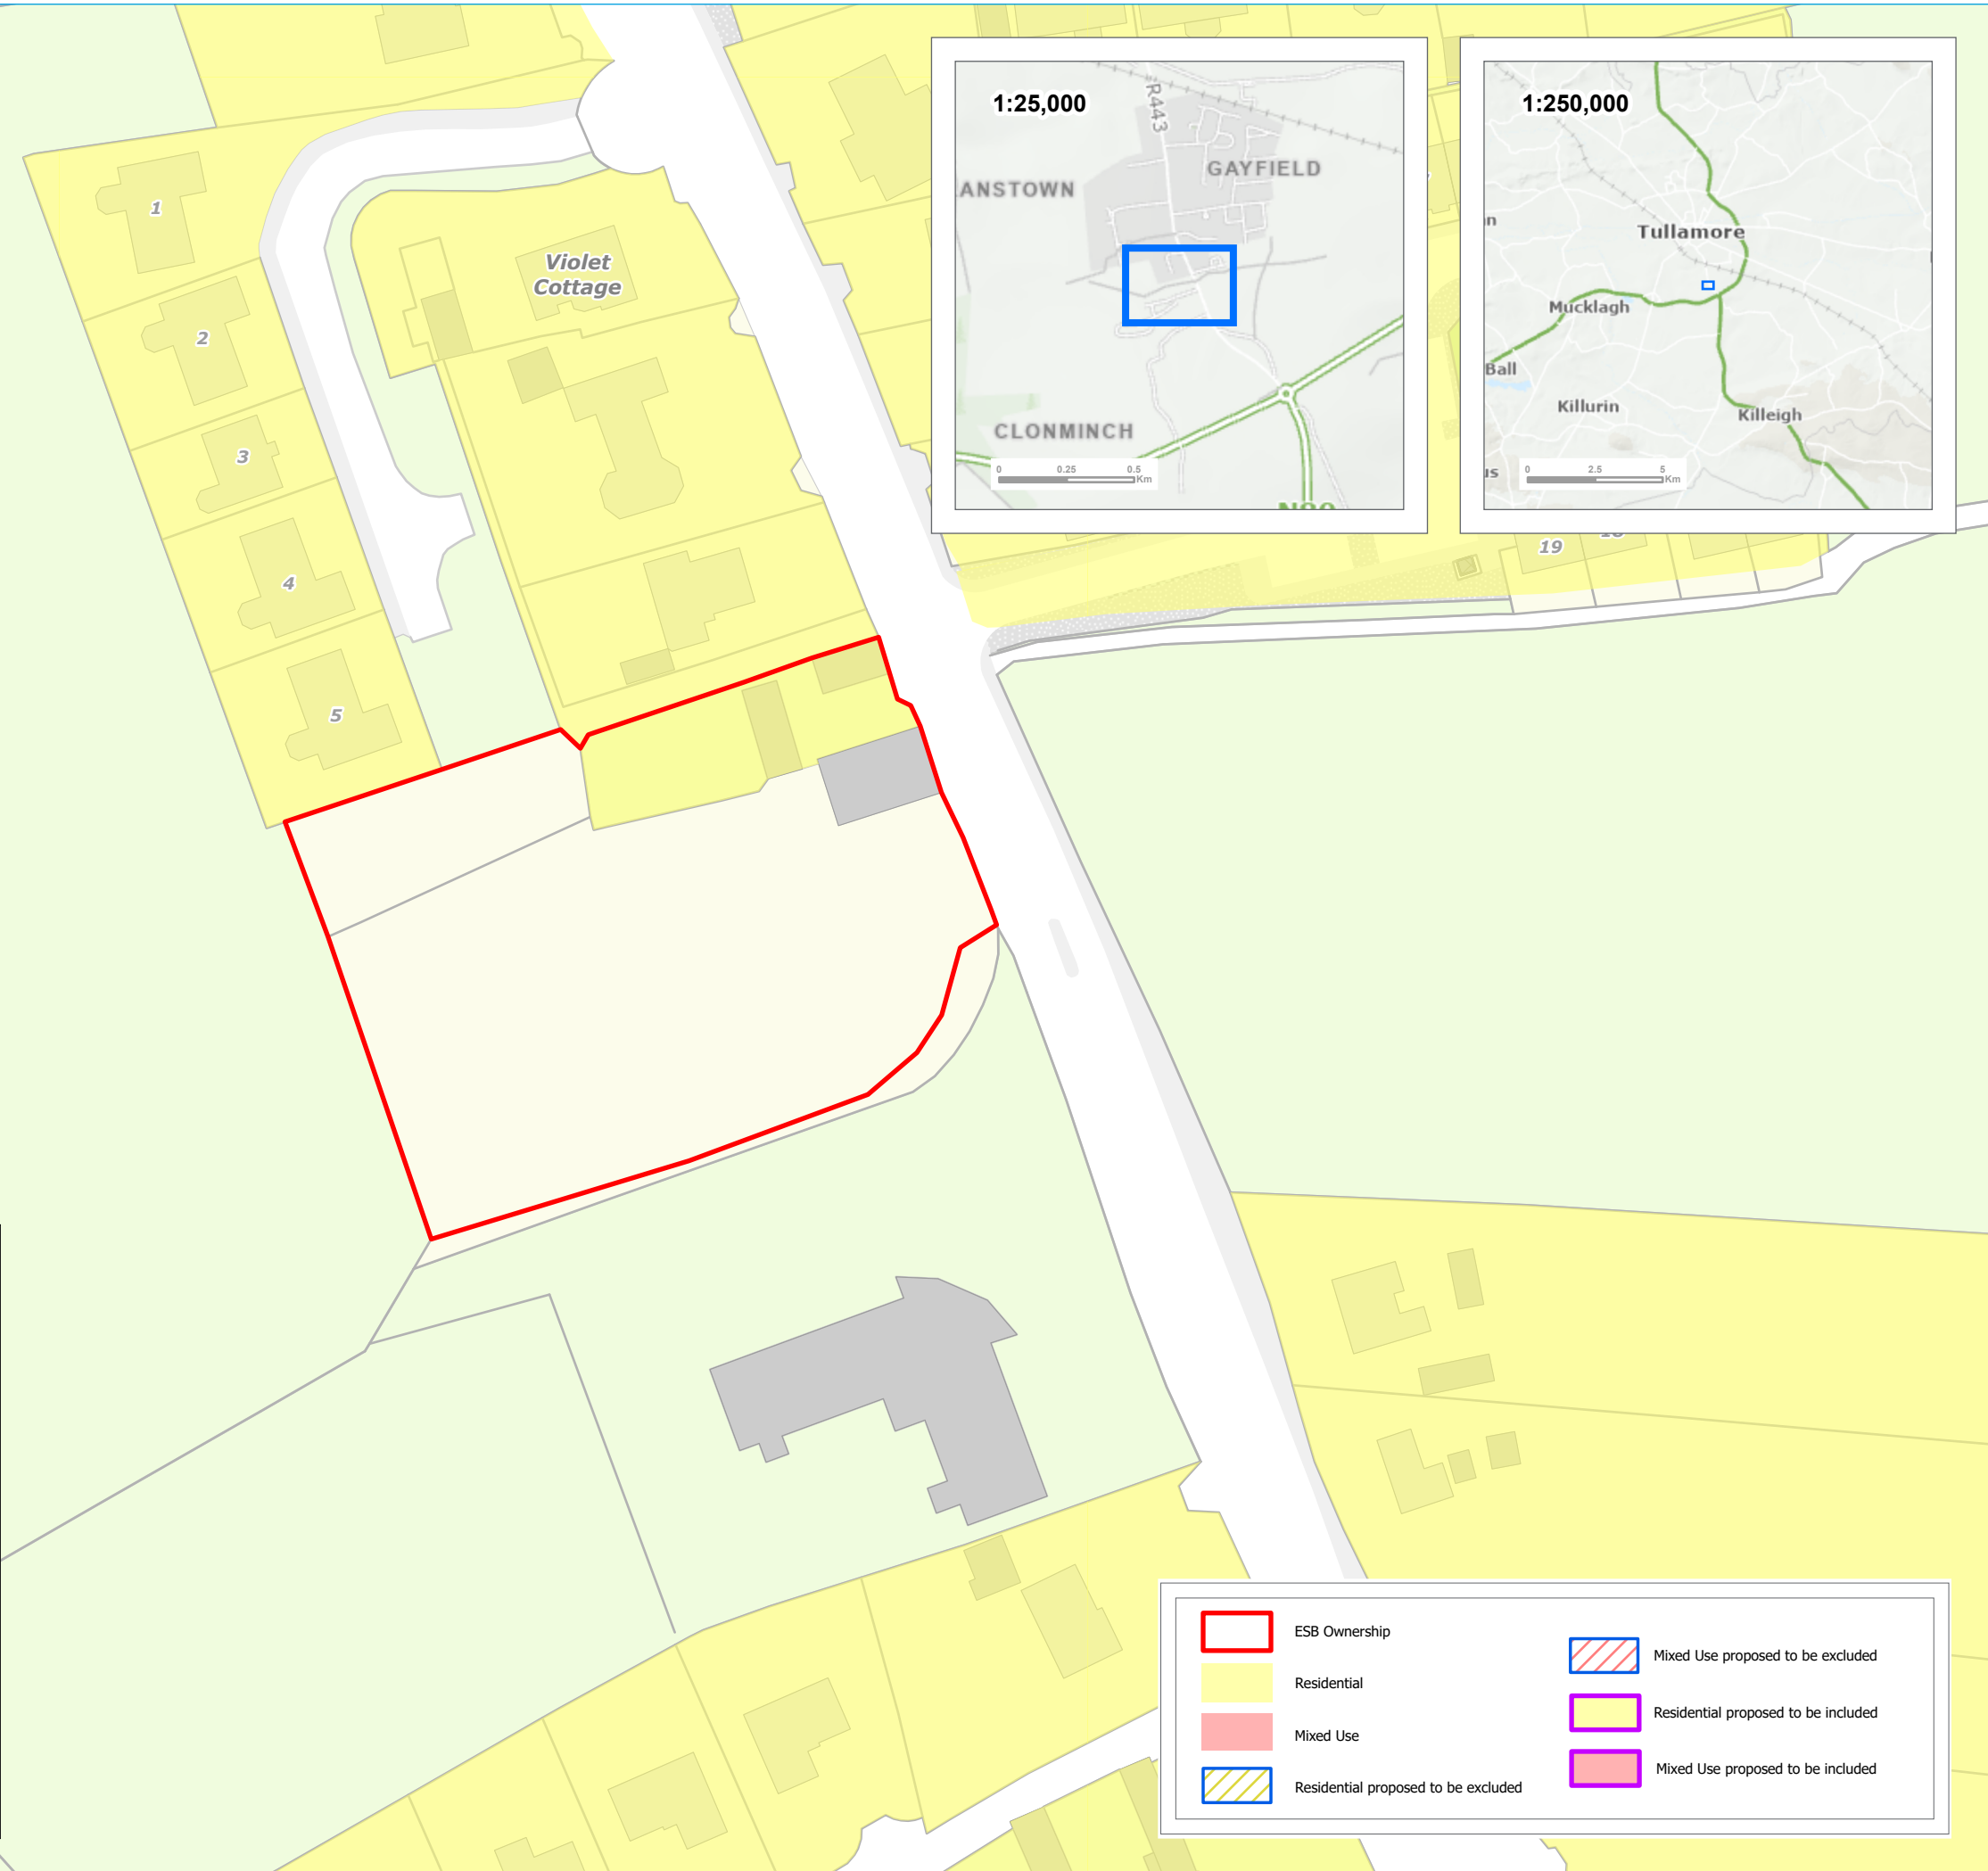 1
2
3
4
5
Violet
Cottage
1:25,000
R443
GAYFIELD
ANSTOWN
CLONMINCH
0 0.25 0.5
Km
N80
1:250,000
Tullamore
Mucklagh
Ball
Killurin
Killeigh
us
0 2.5 5
Km
19
18
ESB Ownership
Residential
Mixed Use
Residential proposed to be excluded
Mixed Use proposed to be excluded
Residential proposed to be included
Mixed Use proposed to be included